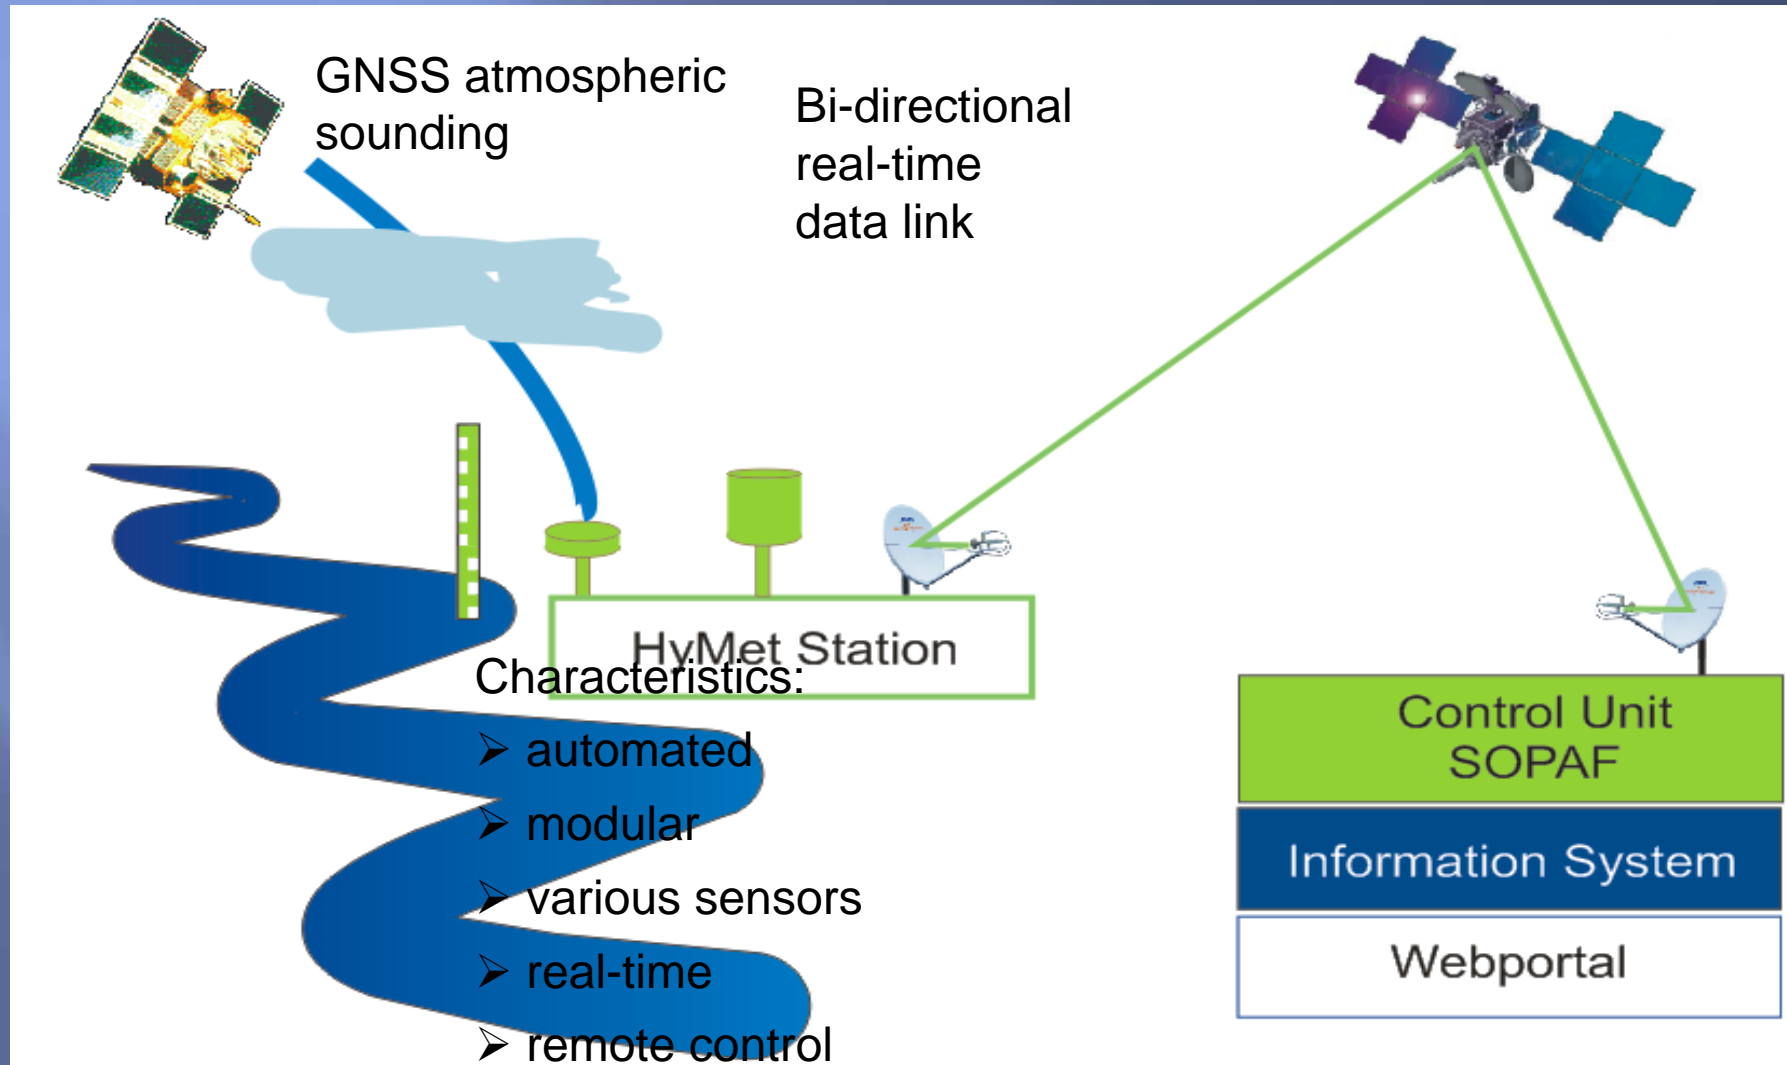 GNSS atmospheric
sounding
Bi-directional
real-time
data link
HyMet Station
Characteristics:
➢ automated
➢ modular
➢ various sensors
➢ real-time
➢ remote control
Control Unit
SOPAF
Information System
Webportal